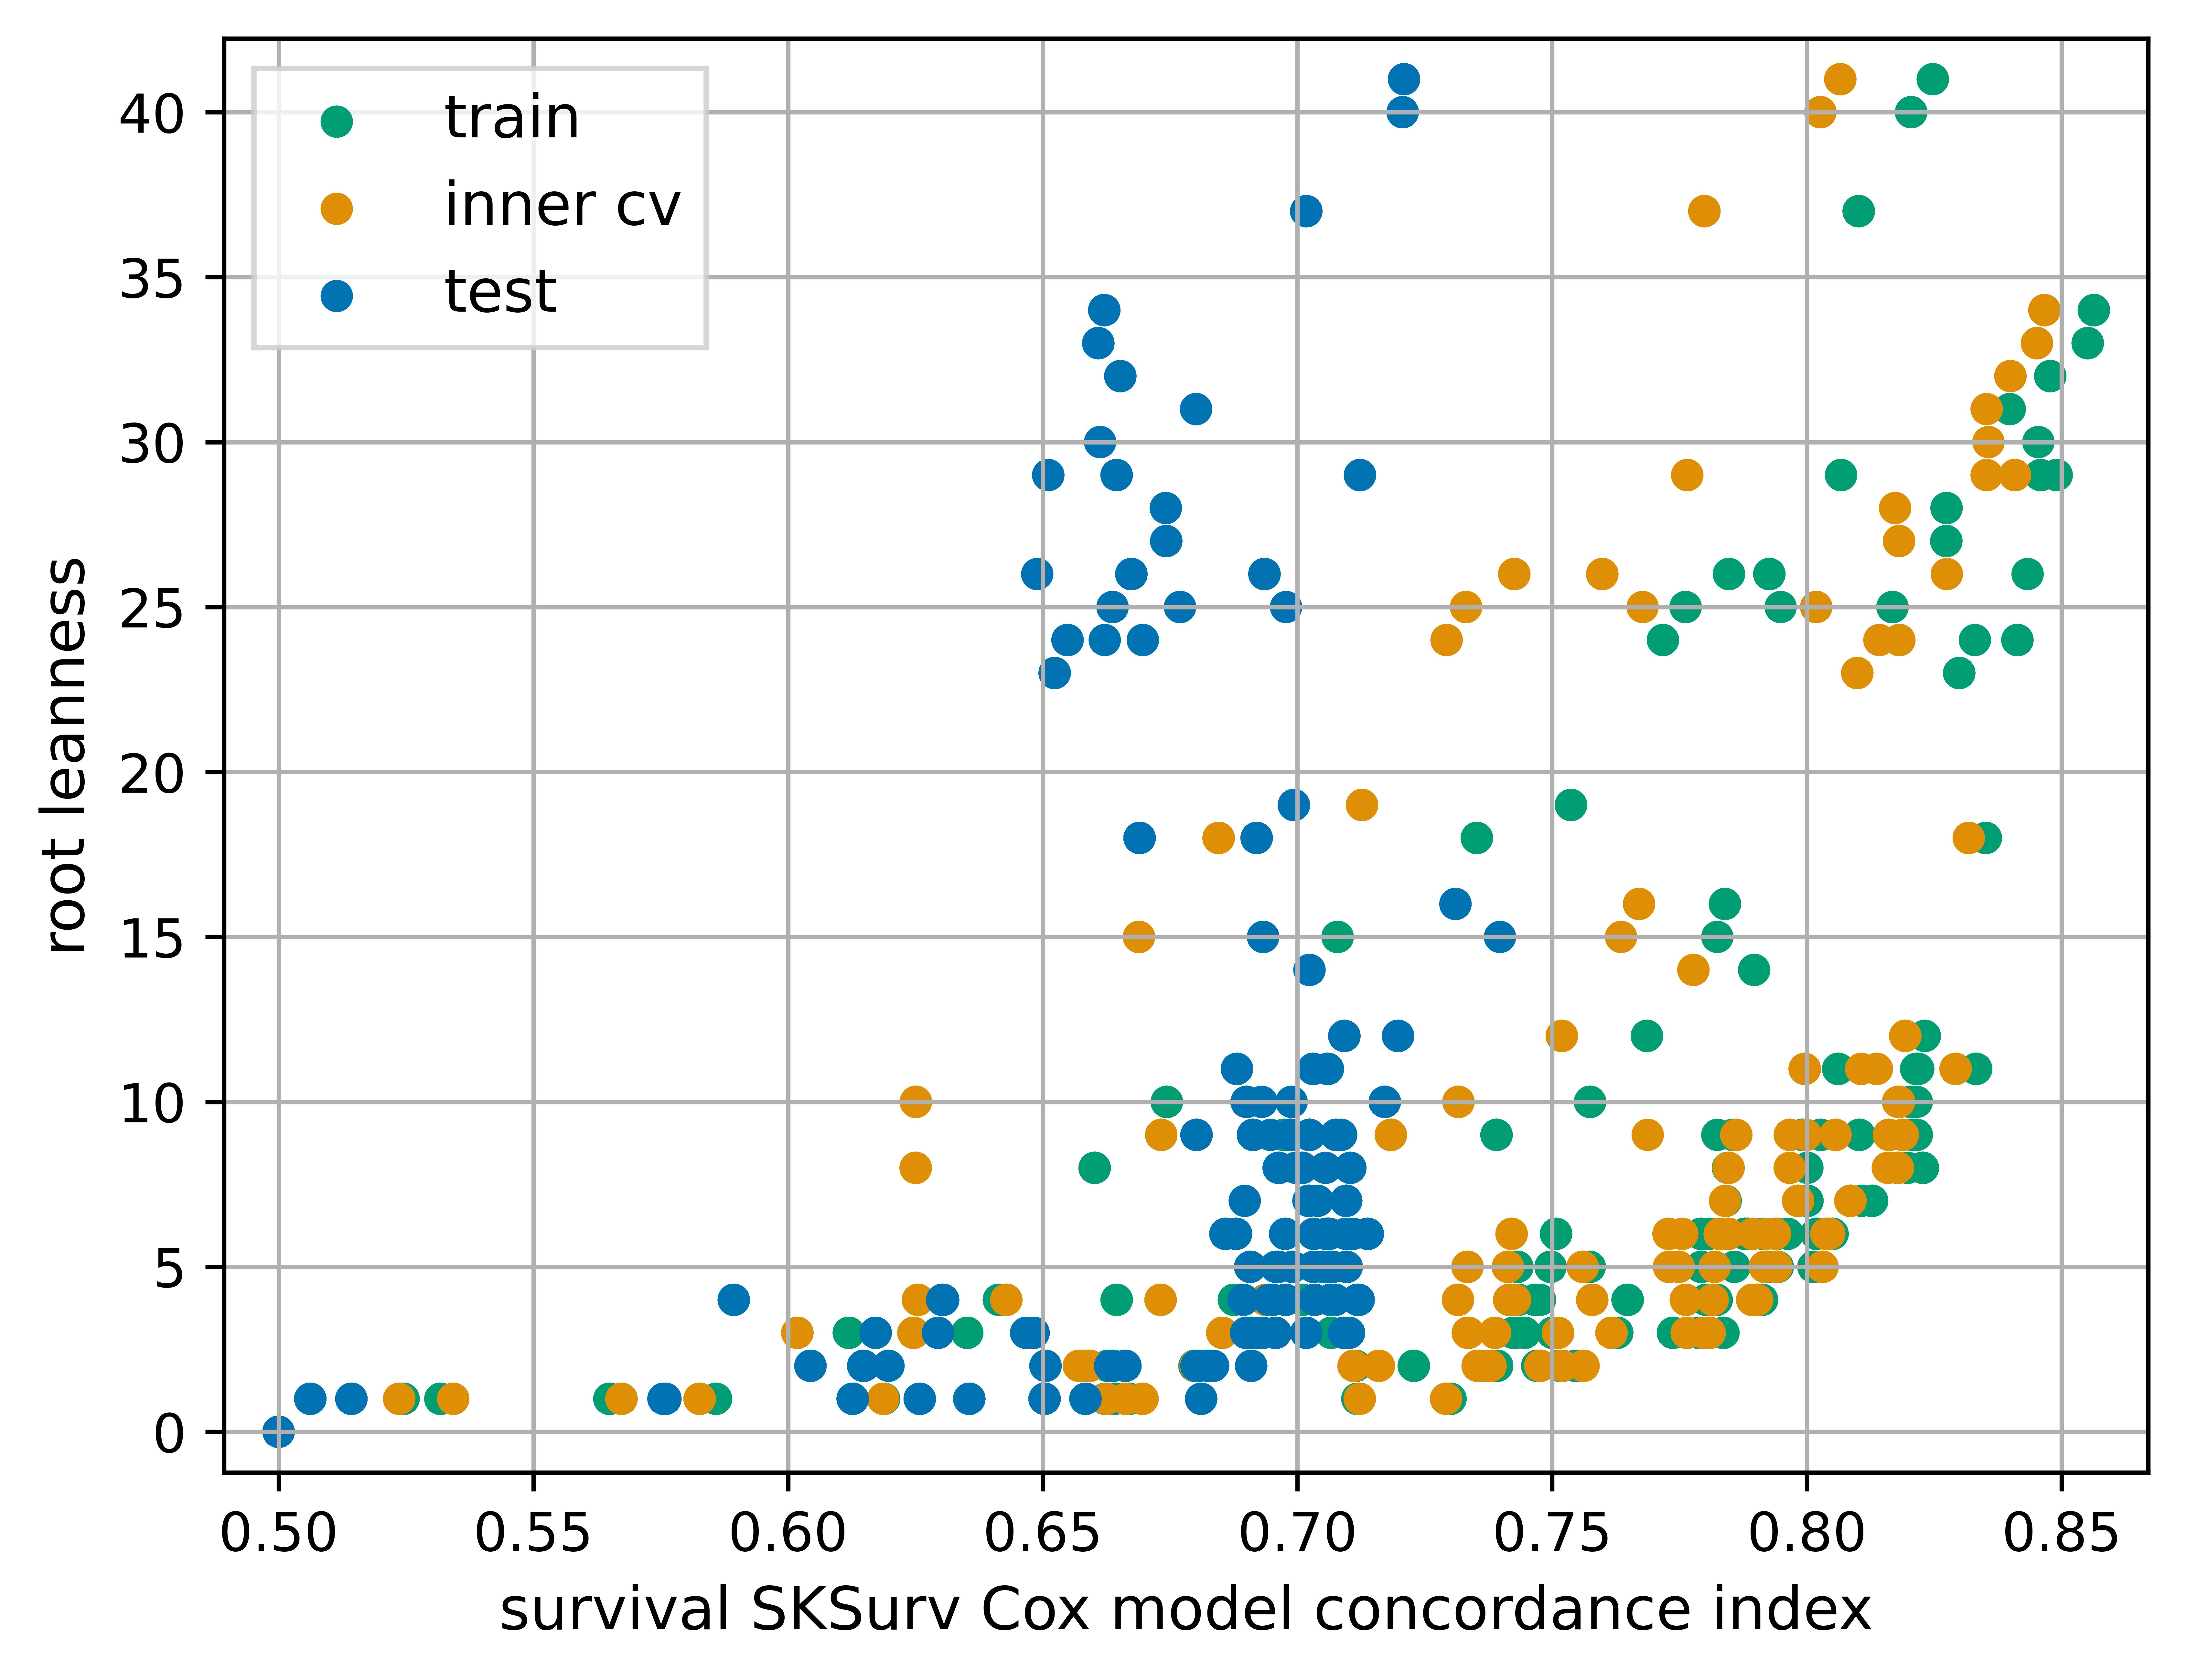 train
inner cv
test
40
35
30
25
20
15
10
5
0
root leanness
0.50 0.55 0.60 0.65 0.70 0.75 0.80 0.85
survival SKSurv Cox model concordance index